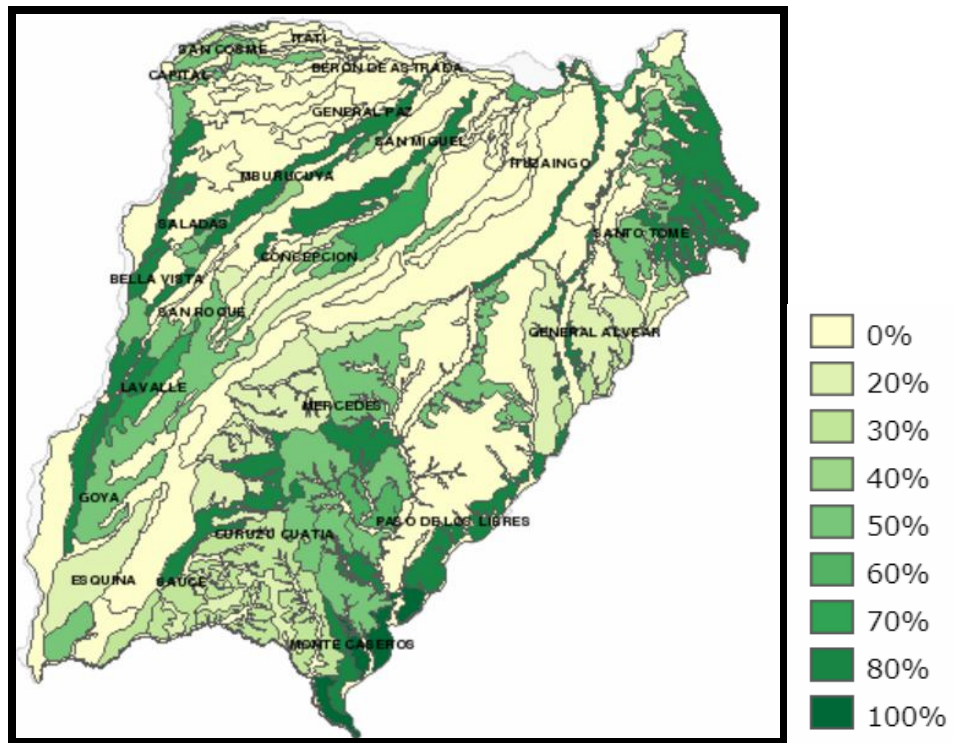 ITATI
SAN COSME
CAPITAL
BERON DE ASTRADA
GENERAL PAZ
SAN MIGUEL
ITUZAINGO
MBURUCUYA
SALADAS
SANTO TOME
CONCEPCION
BELLA VISTA
SAN ROQUE
GENERAL ALVEAR
LAVALLE
MERCEDES
GOYA
PASO DE LOS LIBRES
CURUZU CUATIA
ESQUINA
SAUCE
MONTE CASEROS
0%
20%
30%
40%
50%
60%
70%
80%
100%